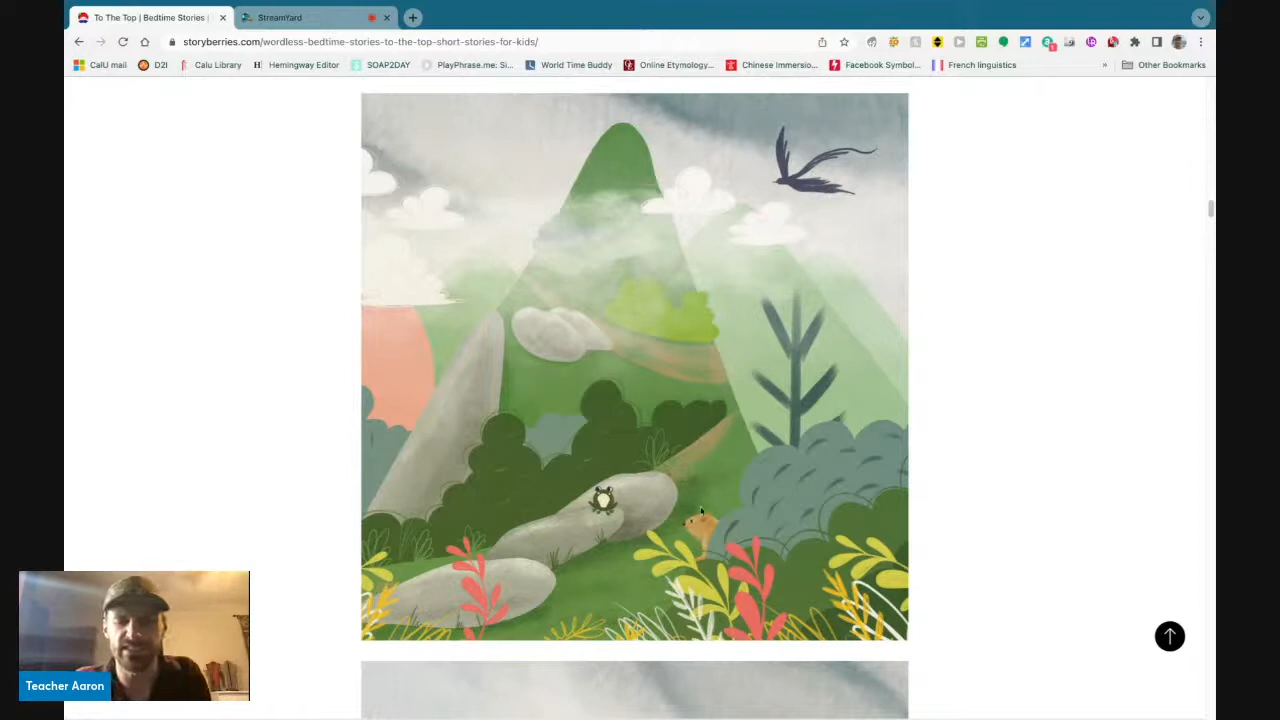 To The Top | Bedtime Stories |
StreamYard
storyberries.com/wordless-bedtime-stories-to-the-top-short-stories-for-kids/
CalU mail
D2l
Calu Library
Hemingway Editor
SOAP2DAY
PlayPhrase.me: Si...
World Time Buddy
Online Etymology...
Chinese Immersio...
Facebook Symbol...
French linguistics
»
Other Bookmarks
Teacher Aaron